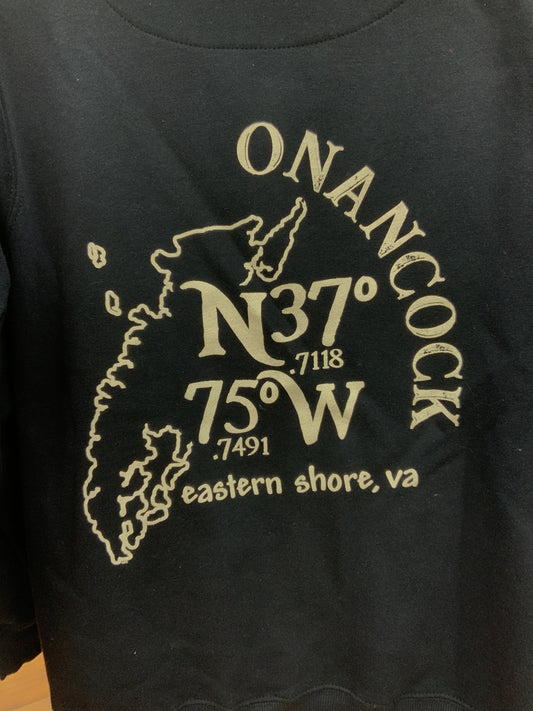 ONANCOCK
N37°
.7118
75°W
.7491
eastern shore, va